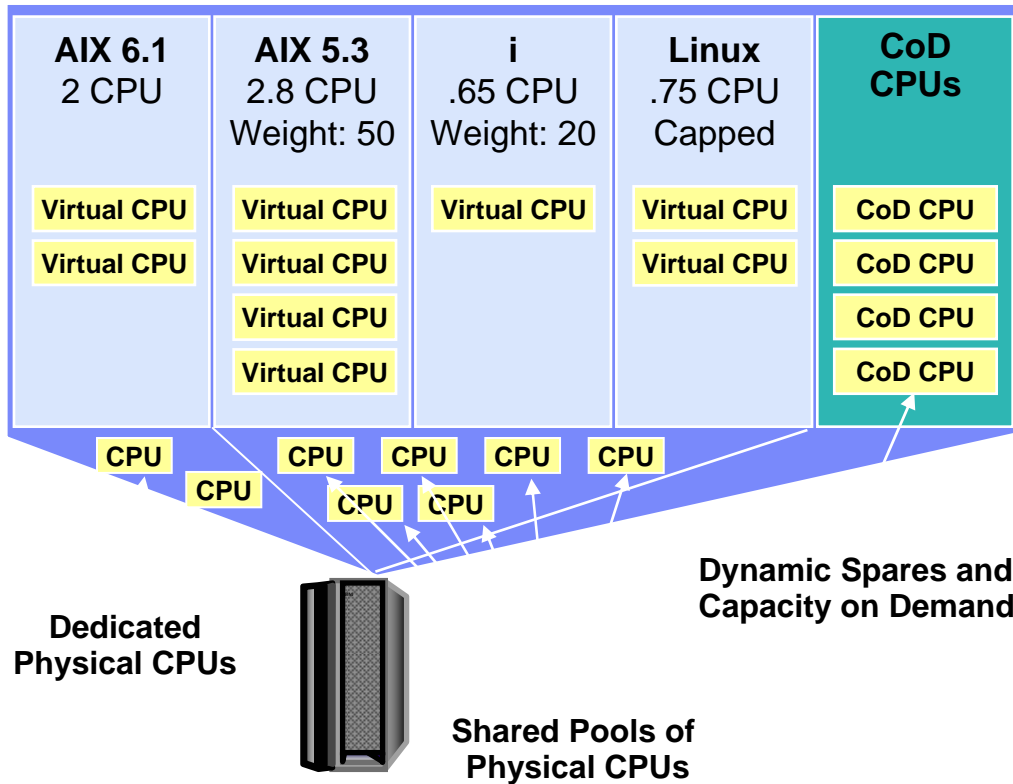 AIX 6.1
2 CPU
Virtual CPU
Virtual CPU
AIX 5.3
2.8 CPU
Weight: 50
Virtual CPU
Virtual CPU
Virtual CPU
Virtual CPU
i
.65 CPU
Weight: 20
Virtual CPU
Linux
.75 CPU
Capped
Virtual CPU
Virtual CPU
CoD
CPUs
CoD CPU
CoD CPU
CoD CPU
CoD CPU
CPU
CPU
CPU
CPU
CPU
CPU
CPU
CPU
Dynamic Spares and
Capacity on Demand
Dedicated
Physical CPUs
Shared Pools of
Physical CPUs